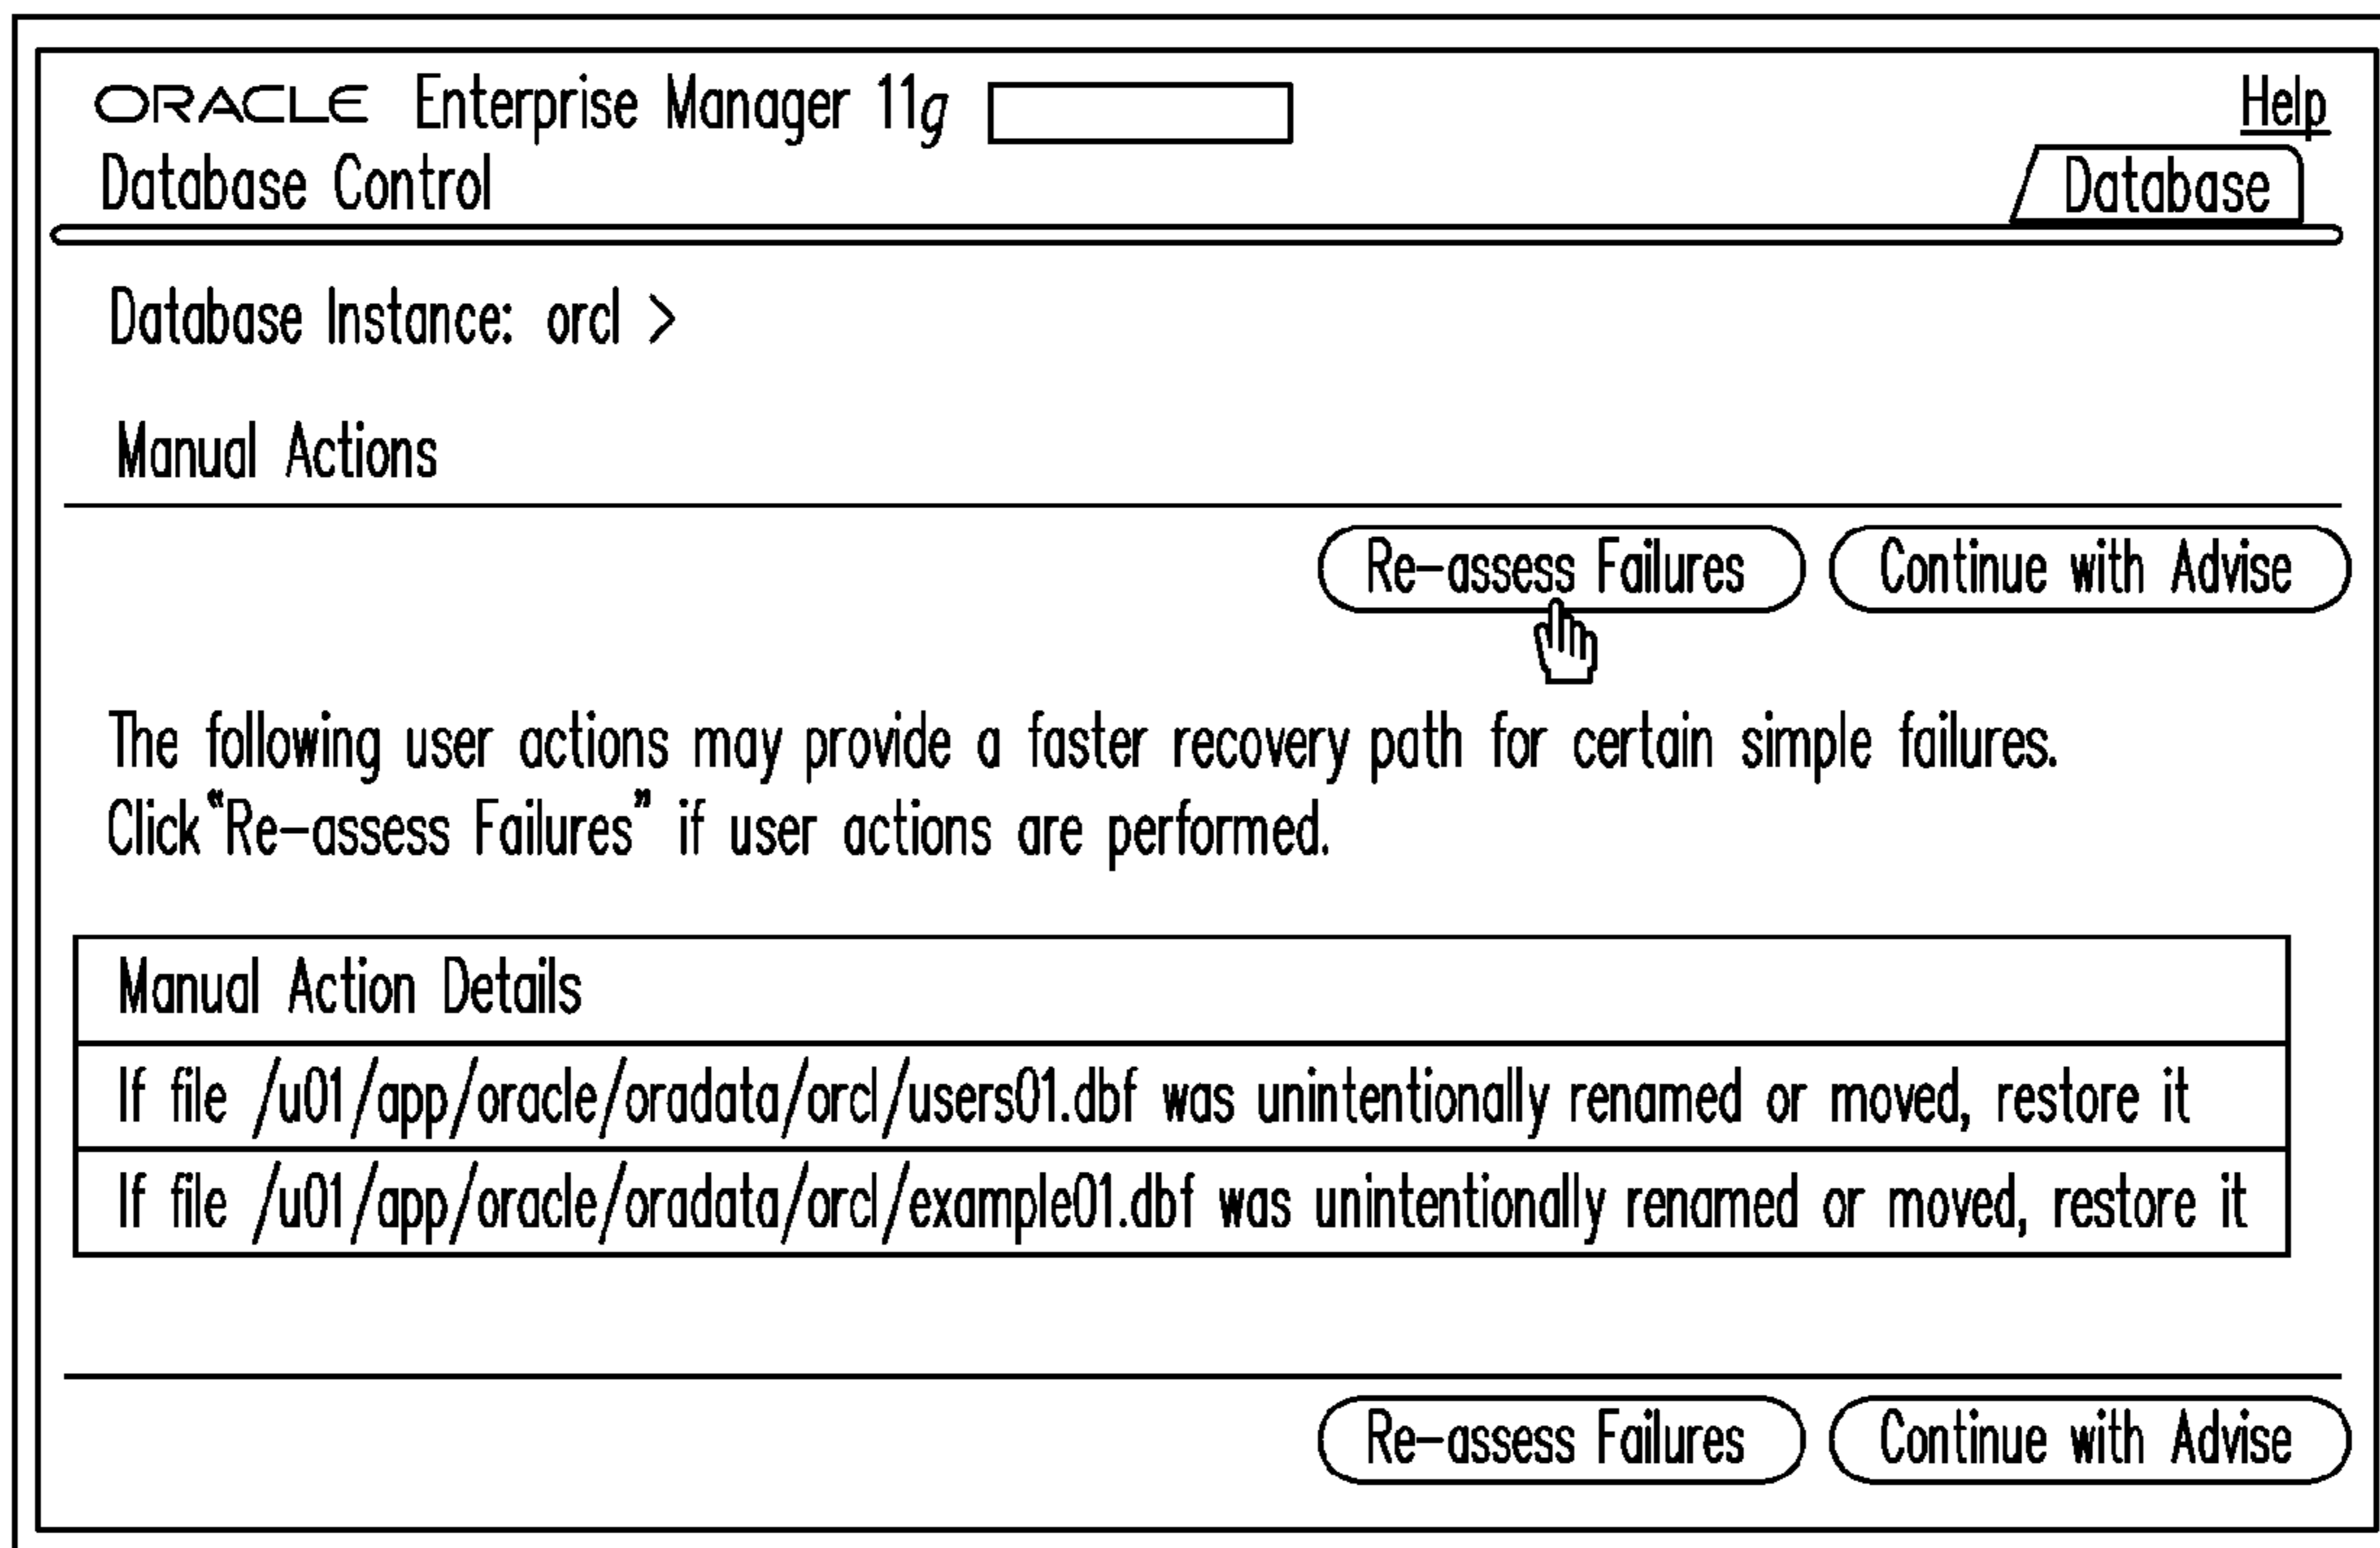 ORACLE Enterprise Manager 11g
Help
Database Control
Database
Database Instance: orcl >
Manual Actions
Re-assess Failures
Continue with Advise
The following user actions may provide a faster recovery path for certain simple failures.
Click “Re-assess Failures” if user actions are performed.
Manual Action Details
If file /u01/app/oracle/oradata/orcl/users01.dbf was unintentionally renamed or moved, restore it
If file /u01/app/oracle/oradata/orcl/example01.dbf was unintentionally renamed or moved, restore it
Re-assess Failures
Continue with Advise